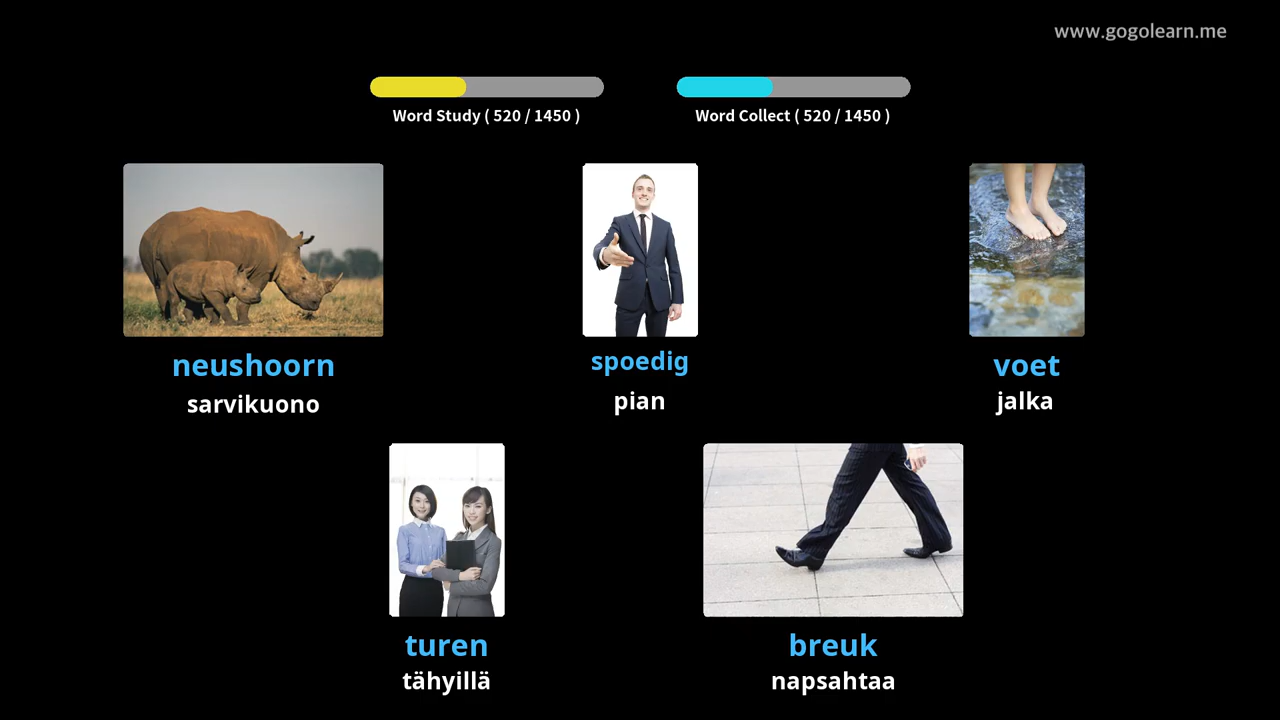 www.gogolearn.me
Word Study ( 520 / 1450 )
Word Collect ( 520 / 1450 )
neushoorn
sarvikuono
spoedig
pian
voet
jalka
turen
tähyillä
breuk
napsahtaa